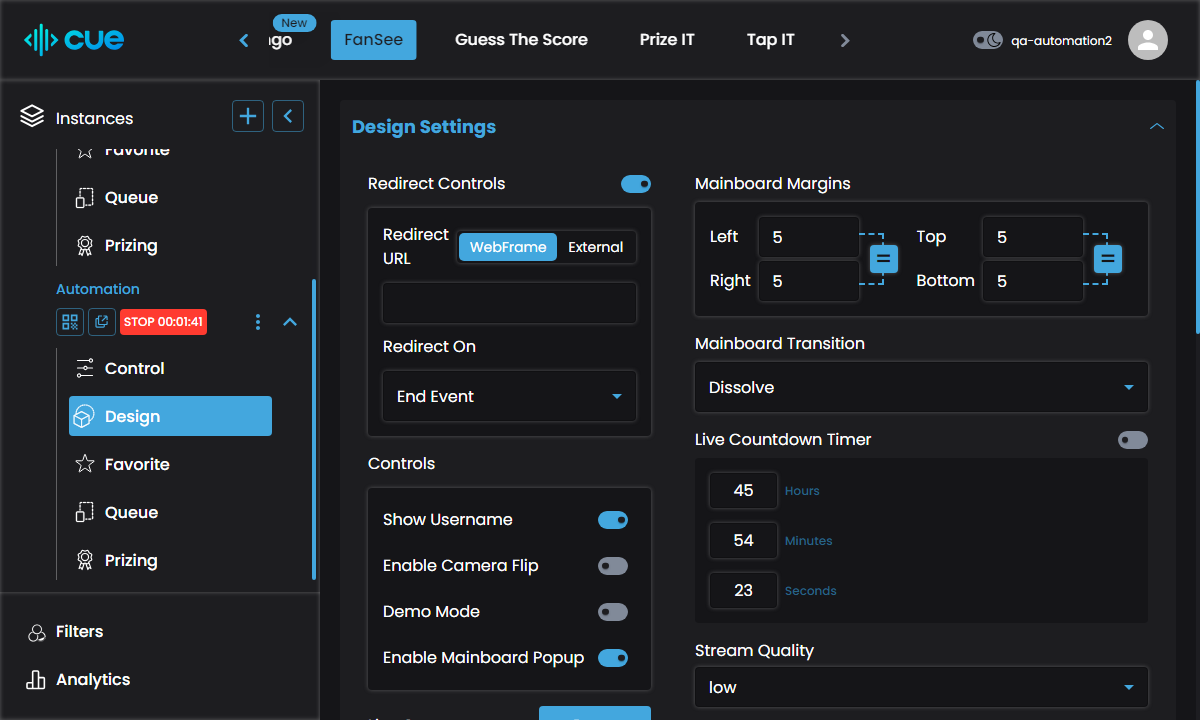 cue
New
FanSee
Guess The Score
Prize IT
Tap IT
qa-automation2
Instances
Favorite
Queue
Prizing
Automation
STOP 00:01:41
Control
Design
Favorite
Queue
Prizing
Filters
Analytics
Design Settings
Redirect Controls
Redirect URL
WebFrame
External
Redirect On
End Event
Controls
Show Username
Enable Camera Flip
Demo Mode
Enable Mainboard Popup
Mainboard Margins
Left 5
Top 5
Right 5
Bottom 5
Mainboard Transition
Dissolve
Live Countdown Timer
45 Hours
54 Minutes
23 Seconds
Stream Quality
low